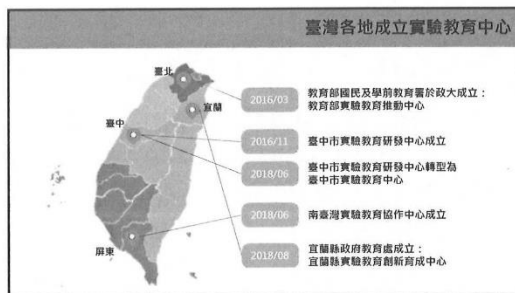 臺灣各地成立實驗教育中心
臺北
宜蘭
臺中
屏東
2016/03
教育部國民及學前教育署於政大成立：
教育部實驗教育推動中心
2016/11
臺中市實驗教育研發中心成立
2018/06
臺中市實驗教育研發中心轉型為
臺中市實驗教育中心
2018/06
南臺灣實驗教育協作中心成立
2018/08
宜蘭縣政府教育處成立：
宜蘭縣實驗教育創新育成中心